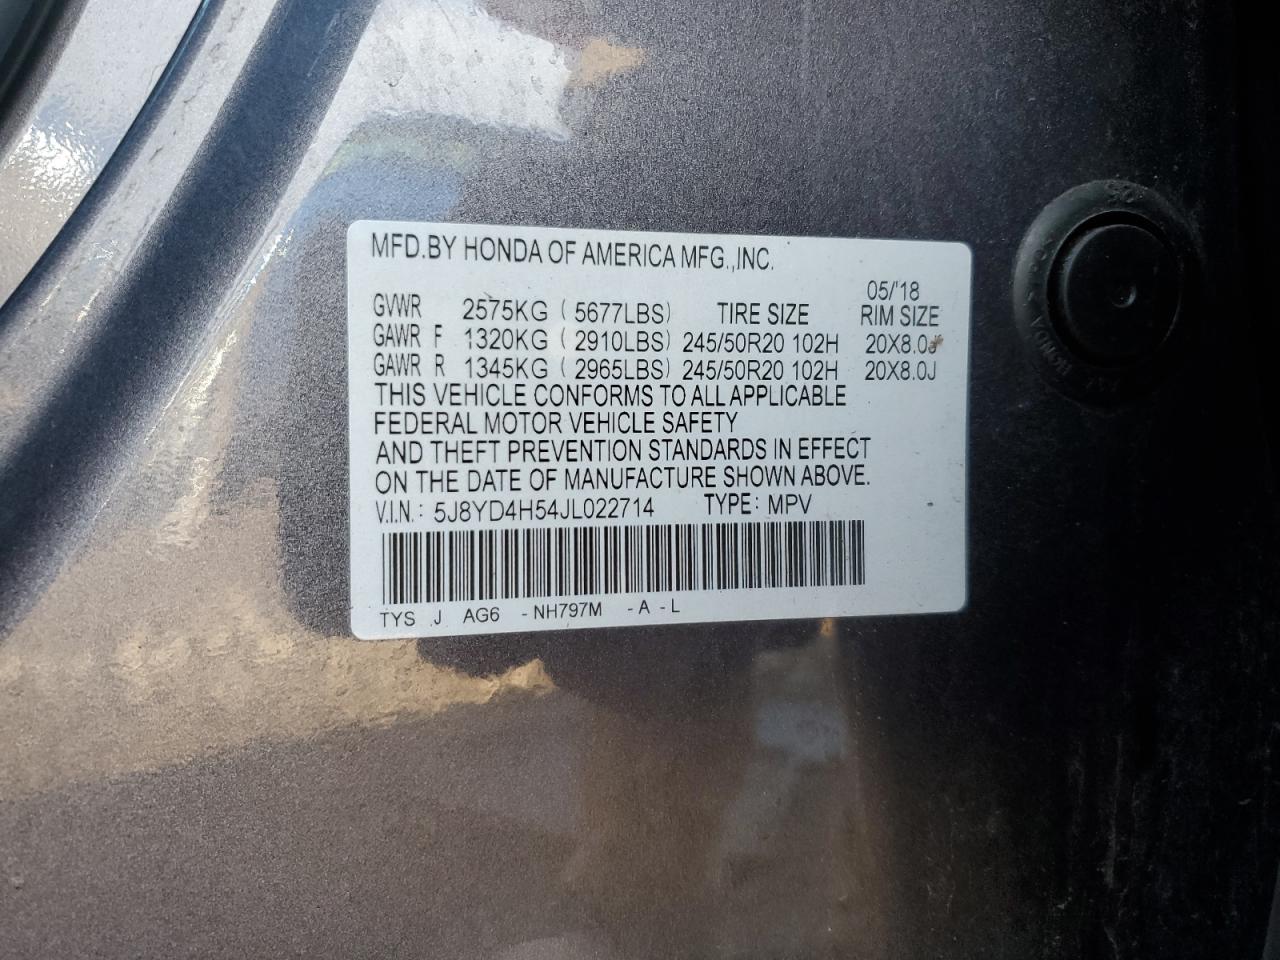 MFD.BY HONDA OF AMERICA MFG.,INC.
05/'18
GVWR 2575KG ( 5677LBS) TIRE SIZE RIM SIZE
GAWR F 1320KG ( 2910LBS) 245/50R20 102H 20X8.0J
GAWR R 1345KG ( 2965LBS) 245/50R20 102H 20X8.0J
THIS VEHICLE CONFORMS TO ALL APPLICABLE
FEDERAL MOTOR VEHICLE SAFETY
AND THEFT PREVENTION STANDARDS IN EFFECT
ON THE DATE OF MANUFACTURE SHOWN ABOVE.
V.I.N.: 5J8YD4H54JL022714 TYPE: MPV
TYS J AG6 -NH797M -A -L